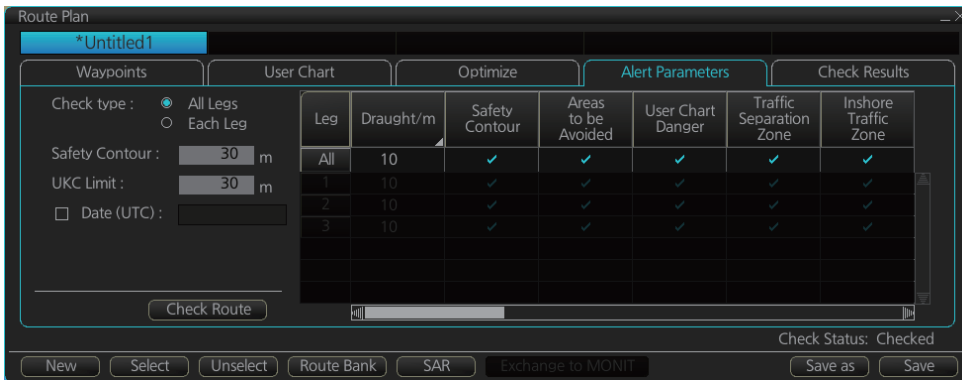 Route Plan
*Untitled1
Waypoints User Chart Optimize Alert Parameters Check Results
Check type : All Legs
Each Leg
Safety Contour : 30 m
UKC Limit : 30 m
Date (UTC) :
Check Route
Leg Draught/m Safety Contour Areas to be Avoided User Chart Danger Traffic Separation Zone Inshore Traffic Zone
All 10
1 10
2 10
3 10
Check Status: Checked
New Select Unselect Route Bank SAR Exchange to MONIT Save as Save